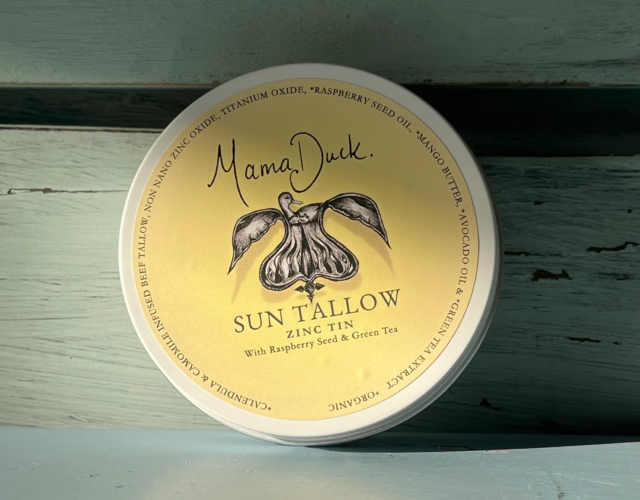 Mama Duck.
SUN TALLOW
ZINC TIN
With Raspberry Seed & Green Tea
*CALENDULA & CAMOMILE INFUSED BEEF TALLOW, NON NANO ZINC OXIDE, TITANIUM OXIDE, *RASPBERRY SEED OIL, *MANGO BUTTER, *AVOCADO OIL & *GREEN TEA EXTRACT *ORGANIC